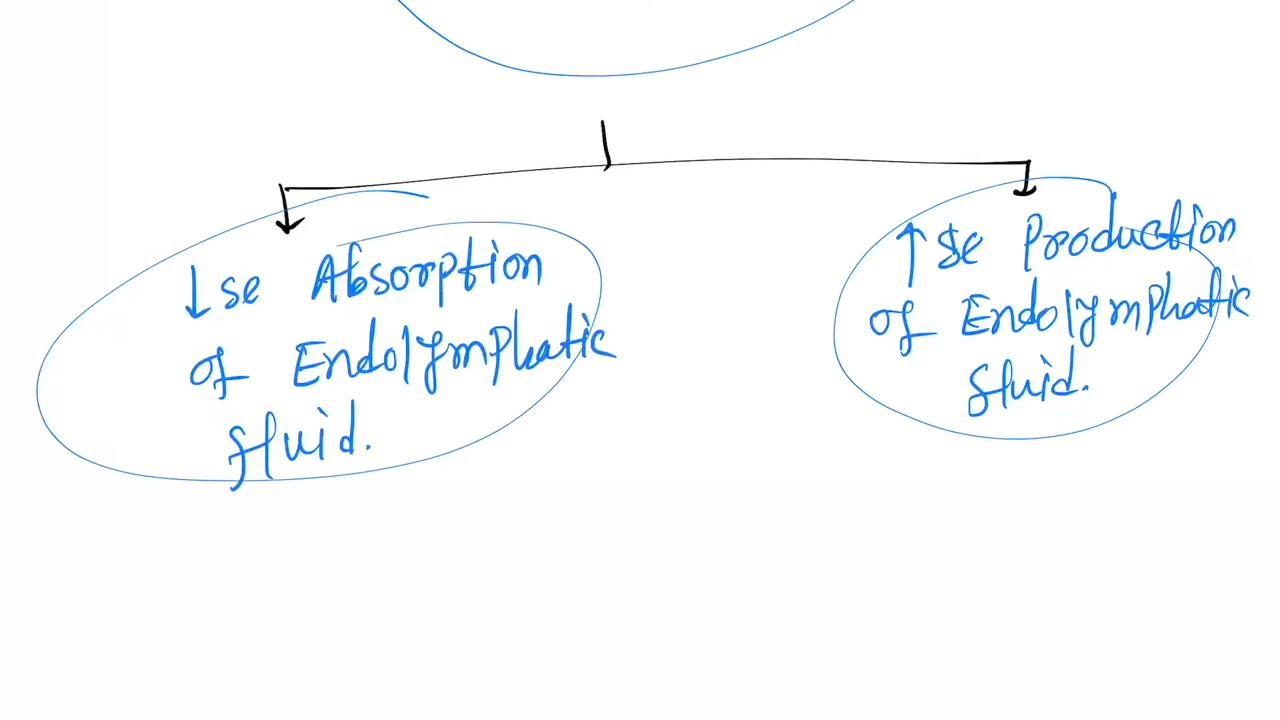 ↓se Absorption
of Endolymphatic
fluid.
↑se Production
of Endolymphatic
fluid.